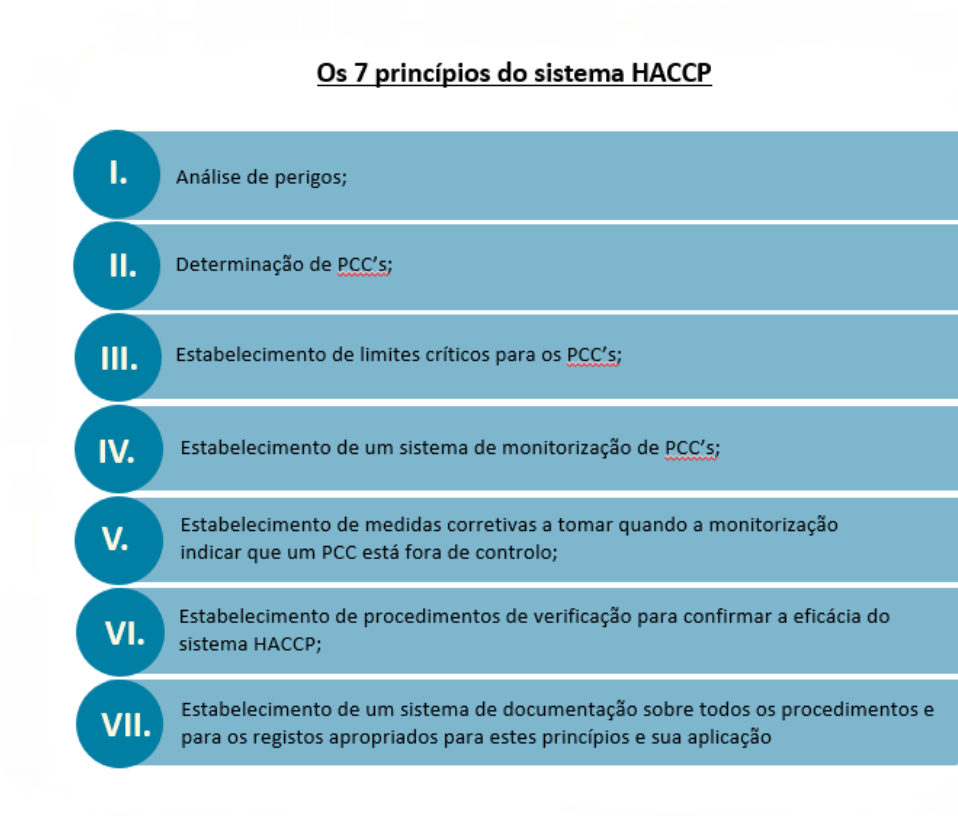 Os 7 princípios do sistema HACCP
I. Análise de perigos;
II. Determinação de PCC’s;
III. Estabelecimento de limites críticos para os PCC’s;
IV. Estabelecimento de um sistema de monitorização de PCC’s;
V. Estabelecimento de medidas corretivas a tomar quando a monitorização
indicar que um PCC está fora de controlo;
VI. Estabelecimento de procedimentos de verificação para confirmar a eficácia do
sistema HACCP;
VII. Estabelecimento de um sistema de documentação sobre todos os procedimentos e
para os registos apropriados para estes princípios e sua aplicação